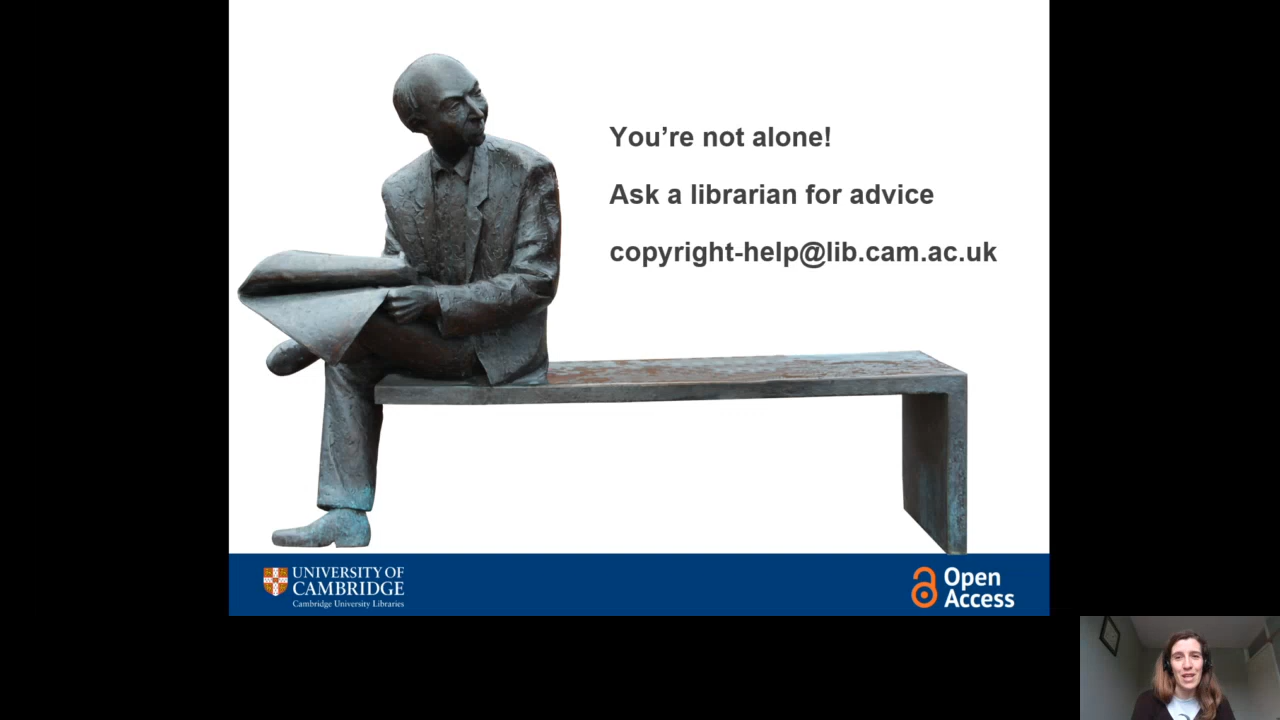 You’re not alone!
Ask a librarian for advice
copyright-help@lib.cam.ac.uk
UNIVERSITY OF
CAMBRIDGE
Cambridge University Libraries
Open
Access